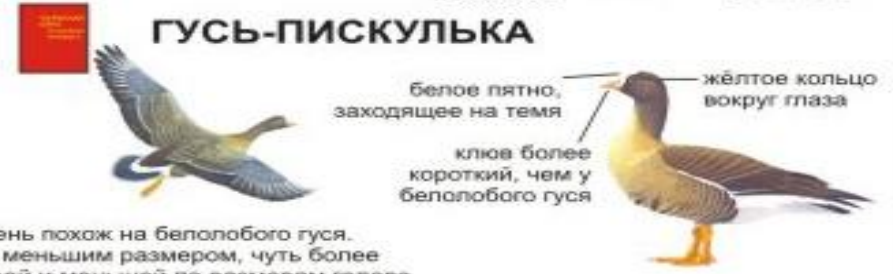 ГУСЬ-ПИСКУЛЬКА
белое пятно,
заходящее на темя
жёлтое кольцо
вокруг глаза
клюв более
короткий, чем у
белолобого гуся
ень похож на белолобого гуся.
меньшим размером, чуть более